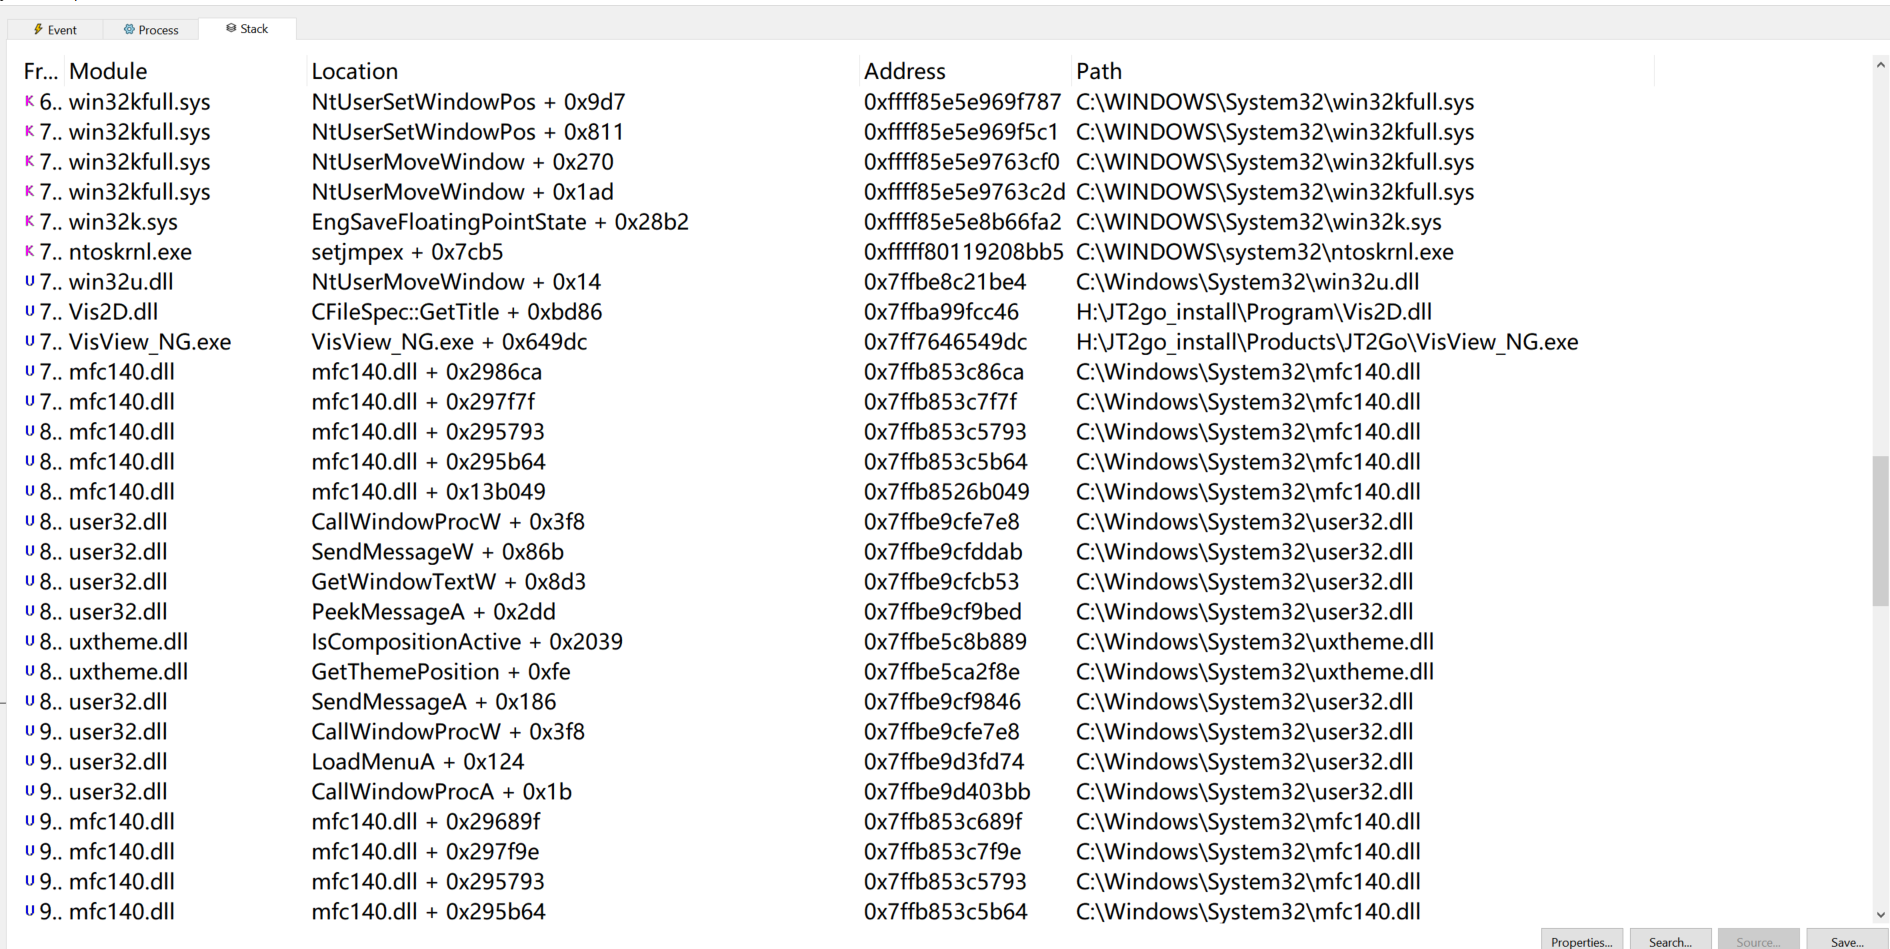 Event Process Stack
Fr... Module Location Address Path
K 6.. win32kfull.sys NtUserSetWindowPos + 0x9d7 0xffff85e5e969f787 C:\WINDOWS\System32\win32kfull.sys
K 7.. win32kfull.sys NtUserSetWindowPos + 0x811 0xffff85e5e969f5c1 C:\WINDOWS\System32\win32kfull.sys
K 7.. win32kfull.sys NtUserMoveWindow + 0x270 0xffff85e5e9763cf0 C:\WINDOWS\System32\win32kfull.sys
K 7.. win32kfull.sys NtUserMoveWindow + 0x1ad 0xffff85e5e9763c2d C:\WINDOWS\System32\win32kfull.sys
K 7.. win32k.sys EngSaveFloatingPointState + 0x28b2 0xffff85e5e8b66fa2 C:\WINDOWS\System32\win32k.sys
K 7.. ntoskrnl.exe setjmpex + 0x7cb5 0xfffff80119208bb5 C:\WINDOWS\system32\ntoskrnl.exe
U 7.. win32u.dll NtUserMoveWindow + 0x14 0x7ffbe8c21be4 C:\Windows\System32\win32u.dll
U 7.. Vis2D.dll CFileSpec::GetTitle + 0xbd86 0x7ffba99fcc46 H:\JT2go_install\Program\Vis2D.dll
U 7.. VisView_NG.exe VisView_NG.exe + 0x649dc 0x7ff7646549dc H:\JT2go_install\Products\JT2Go\VisView_NG.exe
U 7.. mfc140.dll mfc140.dll + 0x2986ca 0x7ffb853c86ca C:\Windows\System32\mfc140.dll
U 7.. mfc140.dll mfc140.dll + 0x297f7f 0x7ffb853c7f7f C:\Windows\System32\mfc140.dll
U 8.. mfc140.dll mfc140.dll + 0x295793 0x7ffb853c5793 C:\Windows\System32\mfc140.dll
U 8.. mfc140.dll mfc140.dll + 0x295b64 0x7ffb853c5b64 C:\Windows\System32\mfc140.dll
U 8.. mfc140.dll mfc140.dll + 0x13b049 0x7ffb8526b049 C:\Windows\System32\mfc140.dll
U 8.. user32.dll CallWindowProcW + 0x3f8 0x7ffbe9cfe7e8 C:\Windows\System32\user32.dll
U 8.. user32.dll SendMessageW + 0x86b 0x7ffbe9cfddab C:\Windows\System32\user32.dll
U 8.. user32.dll GetWindowTextW + 0x8d3 0x7ffbe9cfcb53 C:\Windows\System32\user32.dll
U 8.. user32.dll PeekMessageA + 0x2dd 0x7ffbe9cf9bed C:\Windows\System32\user32.dll
U 8.. uxtheme.dll IsCompositionActive + 0x2039 0x7ffbe5c8b889 C:\Windows\System32\uxtheme.dll
U 8.. uxtheme.dll GetThemePosition + 0xfe 0x7ffbe5ca2f8e C:\Windows\System32\uxtheme.dll
U 8.. user32.dll SendMessageA + 0x186 0x7ffbe9cf9846 C:\Windows\System32\user32.dll
U 9.. user32.dll CallWindowProcW + 0x3f8 0x7ffbe9cfe7e8 C:\Windows\System32\user32.dll
U 9.. user32.dll LoadMenuA + 0x124 0x7ffbe9d3fd74 C:\Windows\System32\user32.dll
U 9.. user32.dll CallWindowProcA + 0x1b 0x7ffbe9d403bb C:\Windows\System32\user32.dll
U 9.. mfc140.dll mfc140.dll + 0x29689f 0x7ffb853c689f C:\Windows\System32\mfc140.dll
U 9.. mfc140.dll mfc140.dll + 0x297f9e 0x7ffb853c7f9e C:\Windows\System32\mfc140.dll
U 9.. mfc140.dll mfc140.dll + 0x295793 0x7ffb853c5793 C:\Windows\System32\mfc140.dll
U 9.. mfc140.dll mfc140.dll + 0x295b64 0x7ffb853c5b64 C:\Windows\System32\mfc140.dll
Properties... Search... Source... Save...